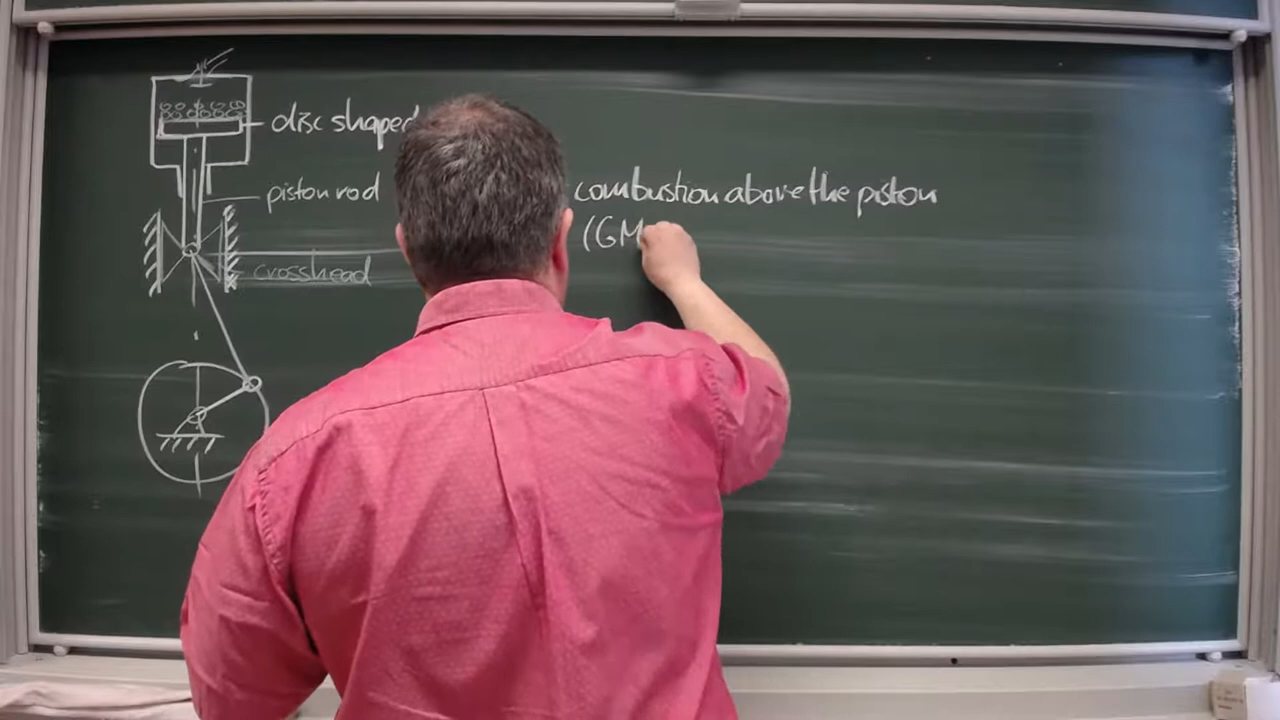 disc shaped
piston rod
crosshead
combustion above the piston
(GM